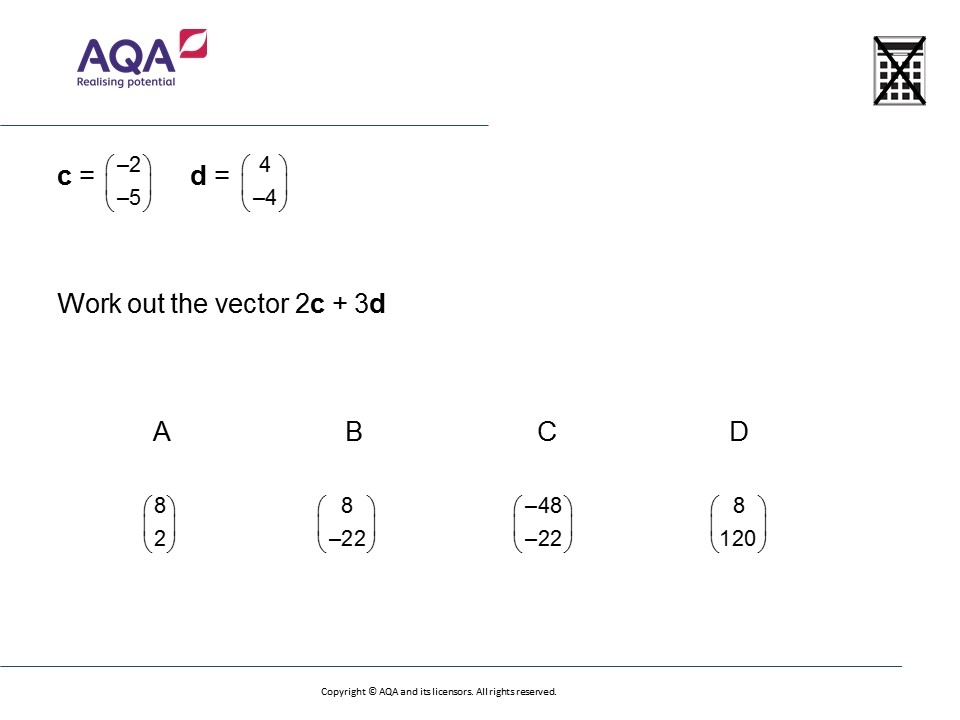 AQA
Realising potential
c = (–2 –5) d = (4 –4)
Work out the vector 2c + 3d
A B C D
(8 2) (8 –22) (–48 –22) (8 120)
Copyright © AQA and its licensors. All rights reserved.